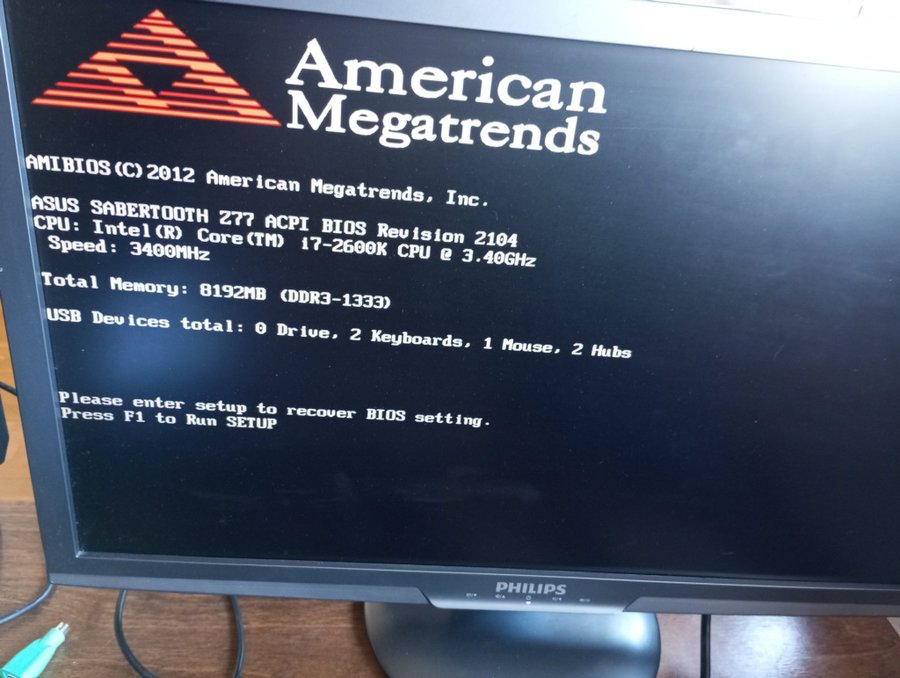 American
Megatrends
AMIBIOS(C)2012 American Megatrends, Inc.
ASUS SABERTOOTH Z77 ACPI BIOS Revision 2104
CPU: Intel(R) Core(TM) i7-2600K CPU @ 3.40GHz
Speed: 3400MHz
Total Memory: 8192MB (DDR3-1333)
USB Devices total: 0 Drive, 2 Keyboards, 1 Mouse, 2 Hubs
Please enter setup to recover BIOS setting.
Press F1 to Run SETUP
PHILIPS